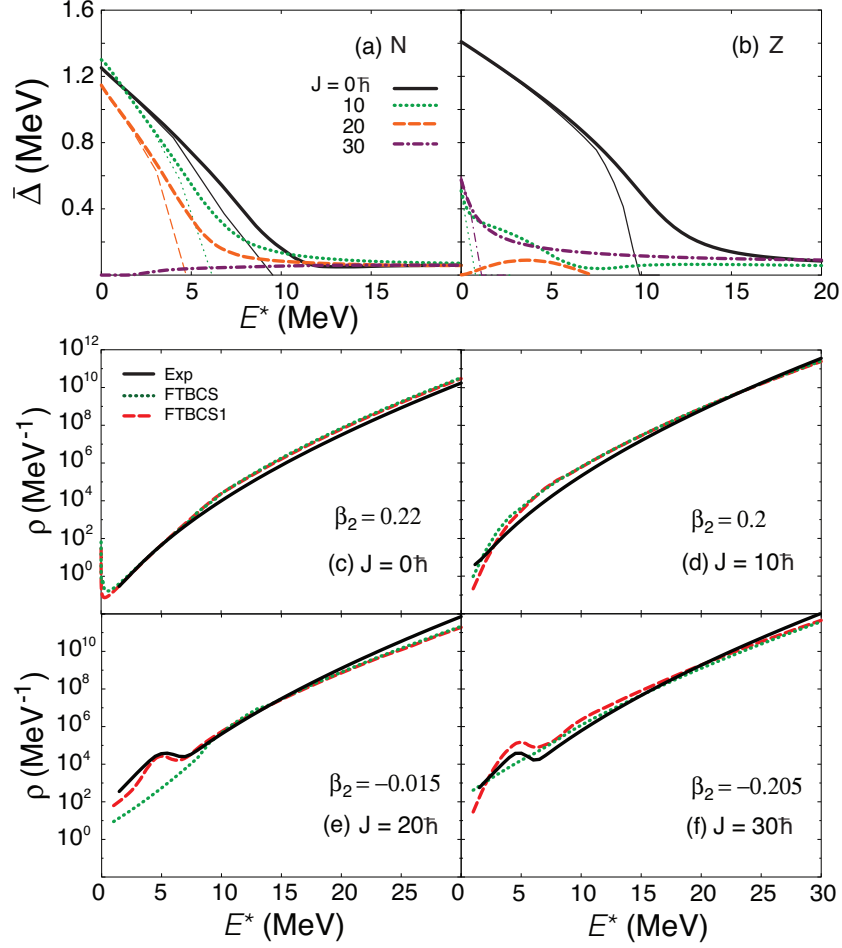 1.6
1.2
0.8
0.4
Δ̄ (MeV)
(a) N
(b) Z
J = 0ħ
10
20
30
0 5 10 15
0 5 10 15 20
E* (MeV)
E* (MeV)
10¹²
10¹⁰
10⁸
10⁶
10⁴
10²
10⁰
ρ (MeV⁻¹)
Exp
FTBCS
FTBCS1
β₂ = 0.22
(c) J = 0ħ
β₂ = 0.2
(d) J = 10ħ
10¹⁰
10⁸
10⁶
10⁴
10²
10⁰
ρ (MeV⁻¹)
β₂ = −0.015
(e) J = 20ħ
β₂ = −0.205
(f) J = 30ħ
0 5 10 15 20 25
0 5 10 15 20 25 30
E* (MeV)
E* (MeV)